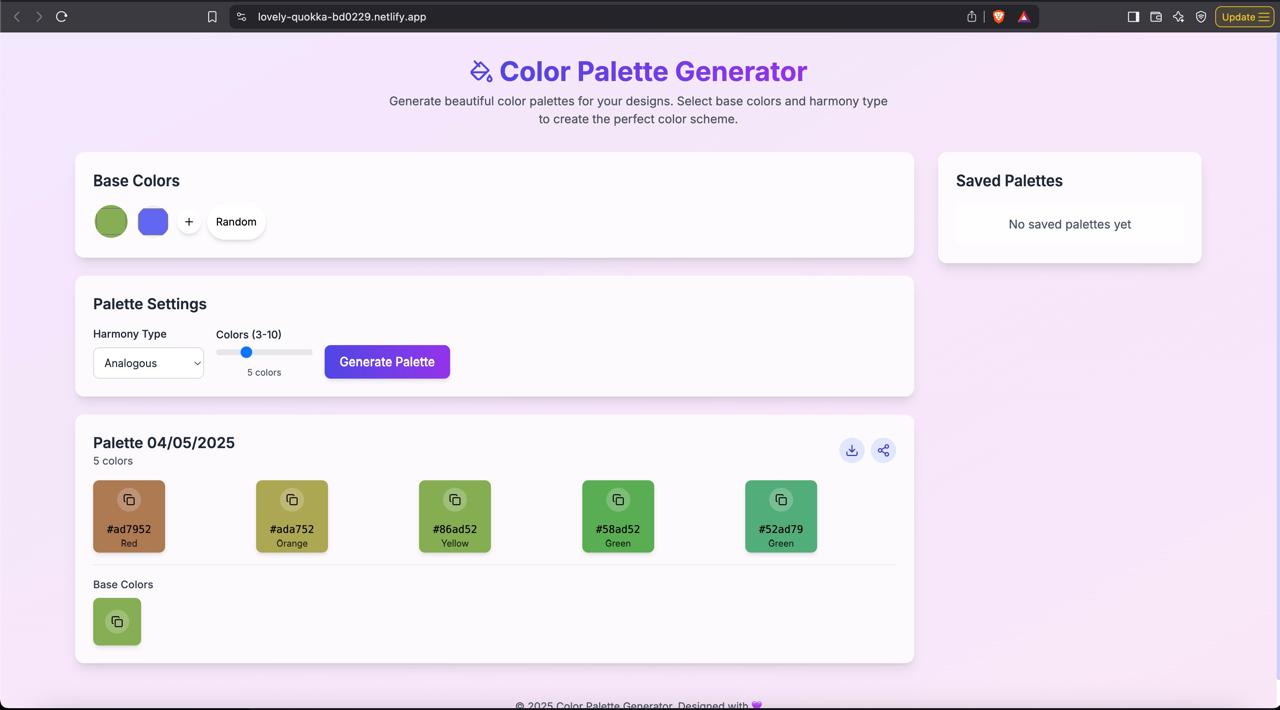 lovely-quokka-bd0229.netlify.app
Update
Color Palette Generator
Generate beautiful color palettes for your designs. Select base colors and harmony type
to create the perfect color scheme.
Base Colors
+
Random
Saved Palettes
No saved palettes yet
Palette Settings
Harmony Type
Colors (3-10)
Analogous
5 colors
Generate Palette
Palette 04/05/2025
5 colors
#ad7952
Red
#ada752
Orange
#86ad52
Yellow
#58ad52
Green
#52ad79
Green
Base Colors
© 2025 Color Palette Generator. Designed with 💜